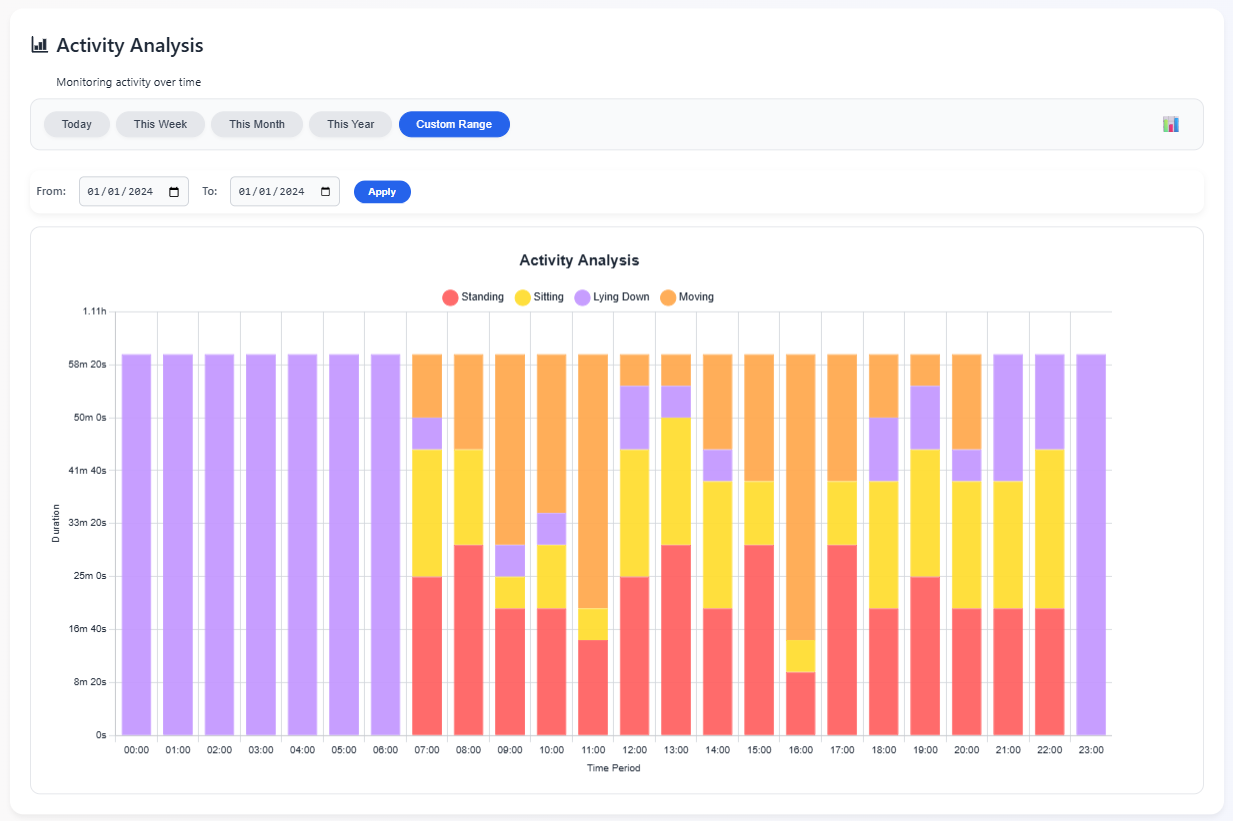 Activity Analysis
Monitoring activity over time
Today This Week This Month This Year Custom Range
From: 01/01/2024 To: 01/01/2024 Apply
Activity Analysis
Standing Sitting Lying Down Moving
1.11h
58m 20s
50m 0s
41m 40s
33m 20s
25m 0s
16m 40s
8m 20s
0s
Duration
00:00 01:00 02:00 03:00 04:00 05:00 06:00 07:00 08:00 09:00 10:00 11:00 12:00 13:00 14:00 15:00 16:00 17:00 18:00 19:00 20:00 21:00 22:00 23:00
Time Period